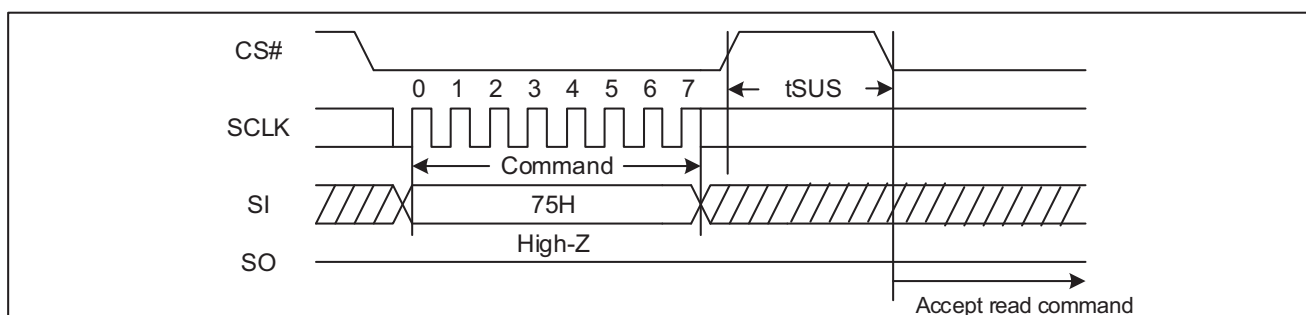 CS#
tSUS
0 1 2 3 4 5 6 7
SCLK
Command
SI
75H
High-Z
SO
Accept read command